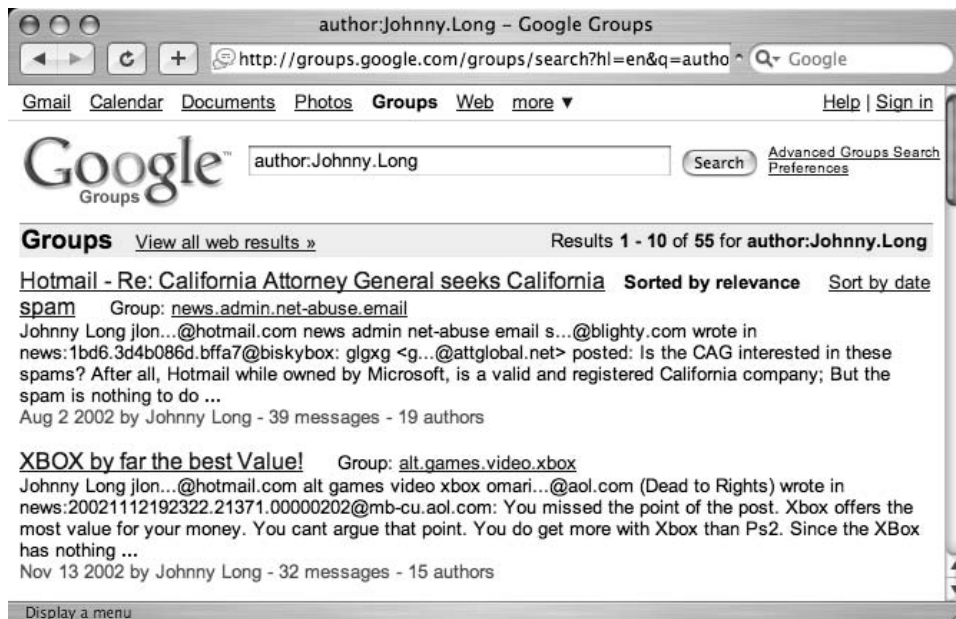 author:Johnny.Long – Google Groups
http://groups.google.com/groups/search?hl=en&q=autho
Google
Gmail Calendar Documents Photos Groups Web more ▼ Help | Sign in
Google™
Groups
author:Johnny.Long
Search
Advanced Groups Search
Preferences
Groups View all web results » Results 1 - 10 of 55 for author:Johnny.Long
Hotmail - Re: California Attorney General seeks California Sorted by relevance Sort by date
spam Group: news.admin.net-abuse.email
Johnny Long jlon...@hotmail.com news admin net-abuse email s...@blighty.com wrote in
news:1bd6.3d4b086d.bffa7@biskybox: glgxg <g...@attglobal.net> posted: Is the CAG interested in these
spams? After all, Hotmail while owned by Microsoft, is a valid and registered California company; But the
spam is nothing to do ...
Aug 2 2002 by Johnny Long - 39 messages - 19 authors
XBOX by far the best Value! Group: alt.games.video.xbox
Johnny Long jlon...@hotmail.com alt games video xbox omari...@aol.com (Dead to Rights) wrote in
news:20021112192322.21371.00000202@mb-cu.aol.com: You missed the point of the post. Xbox offers the
most value for your money. You cant argue that point. You do get more with Xbox than Ps2. Since the XBox
has nothing ...
Nov 13 2002 by Johnny Long - 32 messages - 15 authors
Display a menu